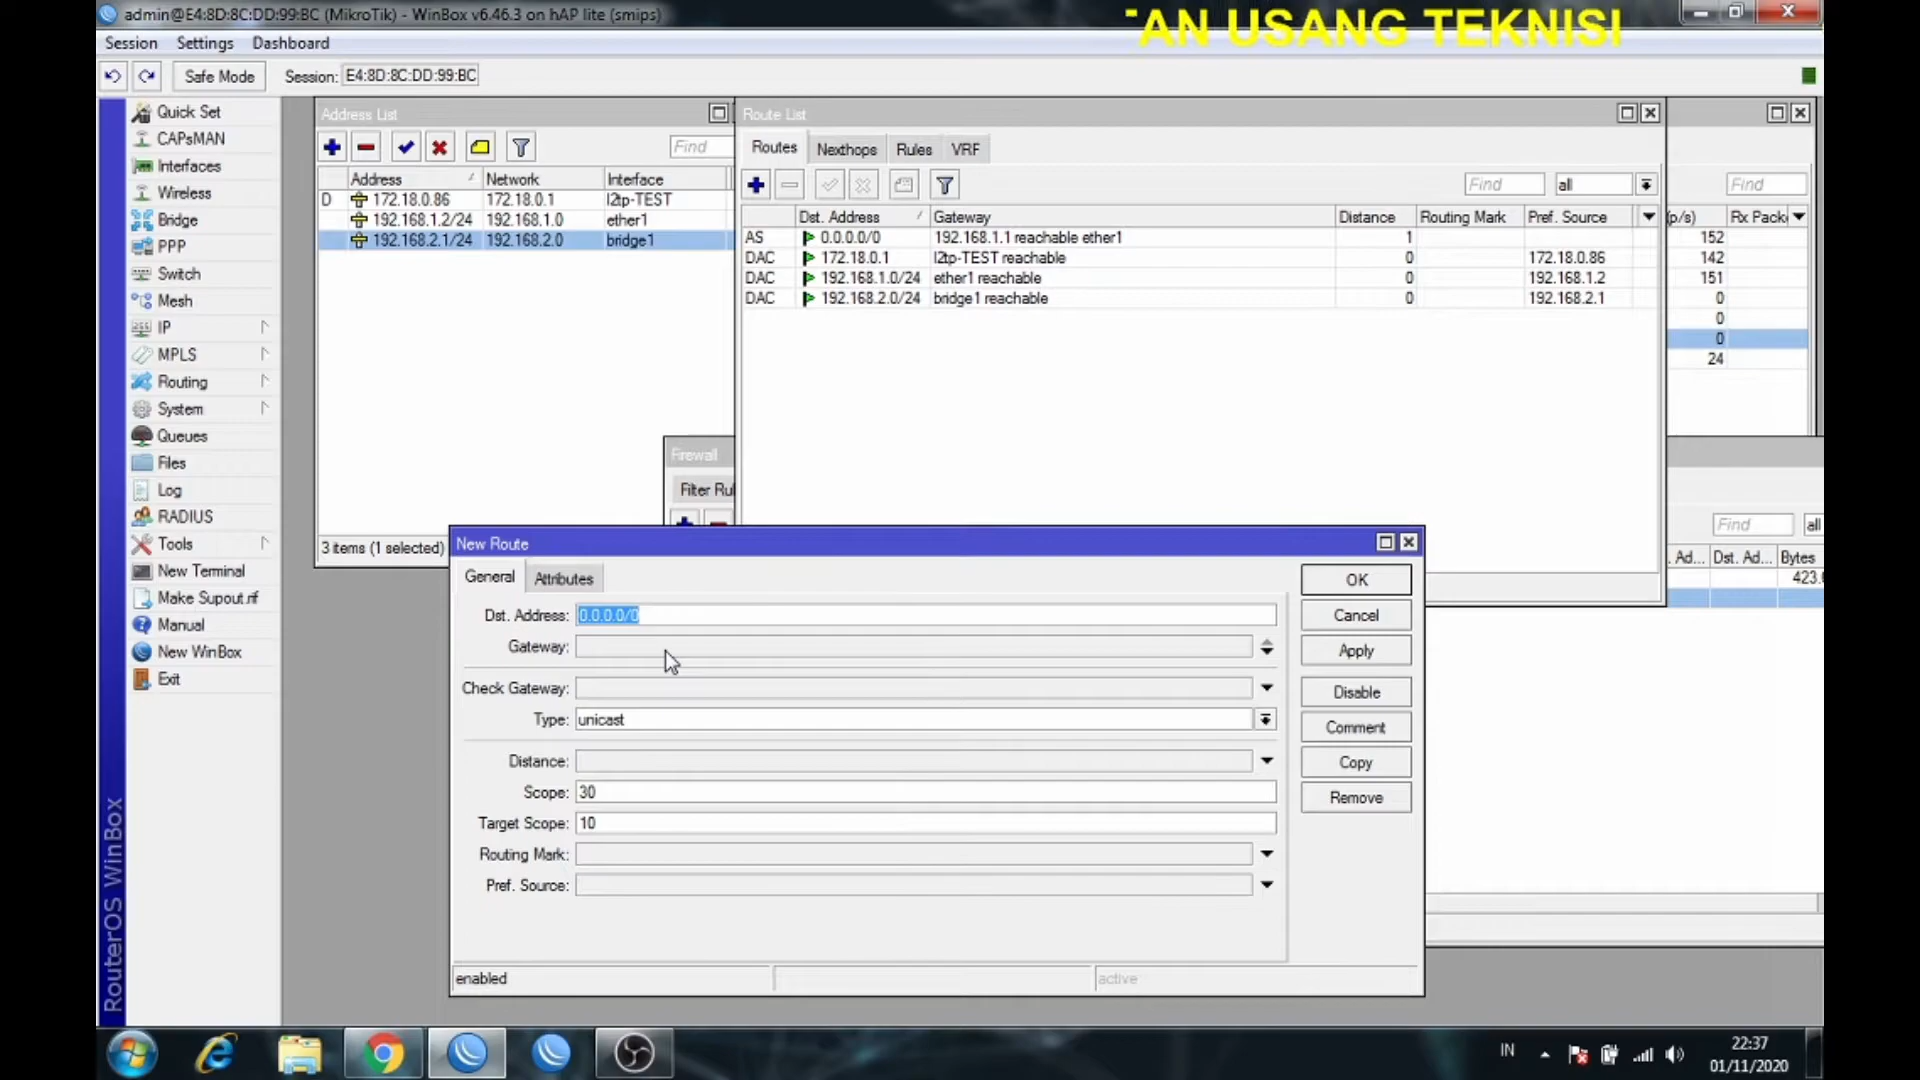 admin@E4:8D:8C:DD:99:BC (MikroTik) - WinBox v6.46.3 on hAP lite (smips)
AN USANG TEKNISI
Session Settings Dashboard
Safe Mode Session: E4:8D:8C:DD:99:BC
Quick Set
CAPsMAN
Interfaces
Wireless
Bridge
PPP
Switch
Mesh
IP
MPLS
Routing
System
Queues
Files
Log
RADIUS
Tools
New Terminal
Make Supout.rif
Manual
New WinBox
Exit
RouterOS WinBox
Address List
Find
Address Network Interface
D 172.18.0.86 172.18.0.1 l2tp-TEST
192.168.1.2/24 192.168.1.0 ether1
192.168.2.1/24 192.168.2.0 bridge1
3 items (1 selected)
Route List
Routes Nexthops Rules VRF
Find all
Dst. Address Gateway Distance Routing Mark Pref. Source
AS 0.0.0.0/0 192.168.1.1 reachable ether1 1
DAC 172.18.0.1 l2tp-TEST reachable 0 172.18.0.86
DAC 192.168.1.0/24 ether1 reachable 0 192.168.1.2
DAC 192.168.2.0/24 bridge1 reachable 0 192.168.2.1
Find
(p/s) Rx Pack
152
142
151
0
0
0
24
Firewall
Filter Rul
Find all
. Ad... Dst. Ad... Bytes
423.
New Route
General Attributes
Dst. Address: 0.0.0.0/0
Gateway:
Check Gateway:
Type: unicast
Distance:
Scope: 30
Target Scope: 10
Routing Mark:
Pref. Source:
OK
Cancel
Apply
Disable
Comment
Copy
Remove
enabled active
IN
22:37
01/11/2020